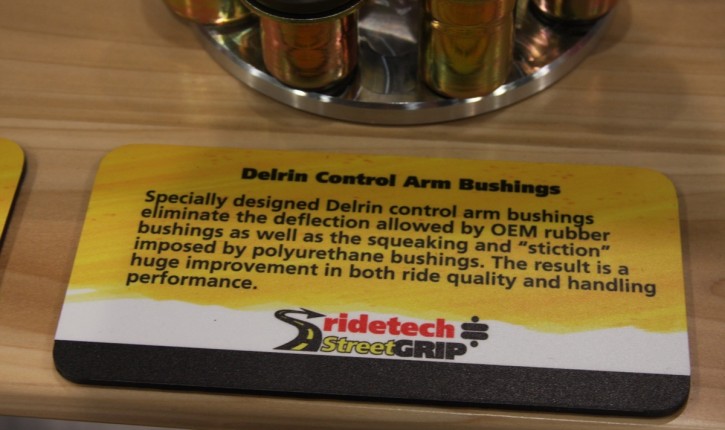 Delrin Control Arm Bushings
Specially designed Delrin control arm bushings
eliminate the deflection allowed by OEM rubber
bushings as well as the squeaking and “stiction”
imposed by polyurethane bushings. The result is a
huge improvement in both ride quality and handling
performance.
ridetech
StreetGRIP